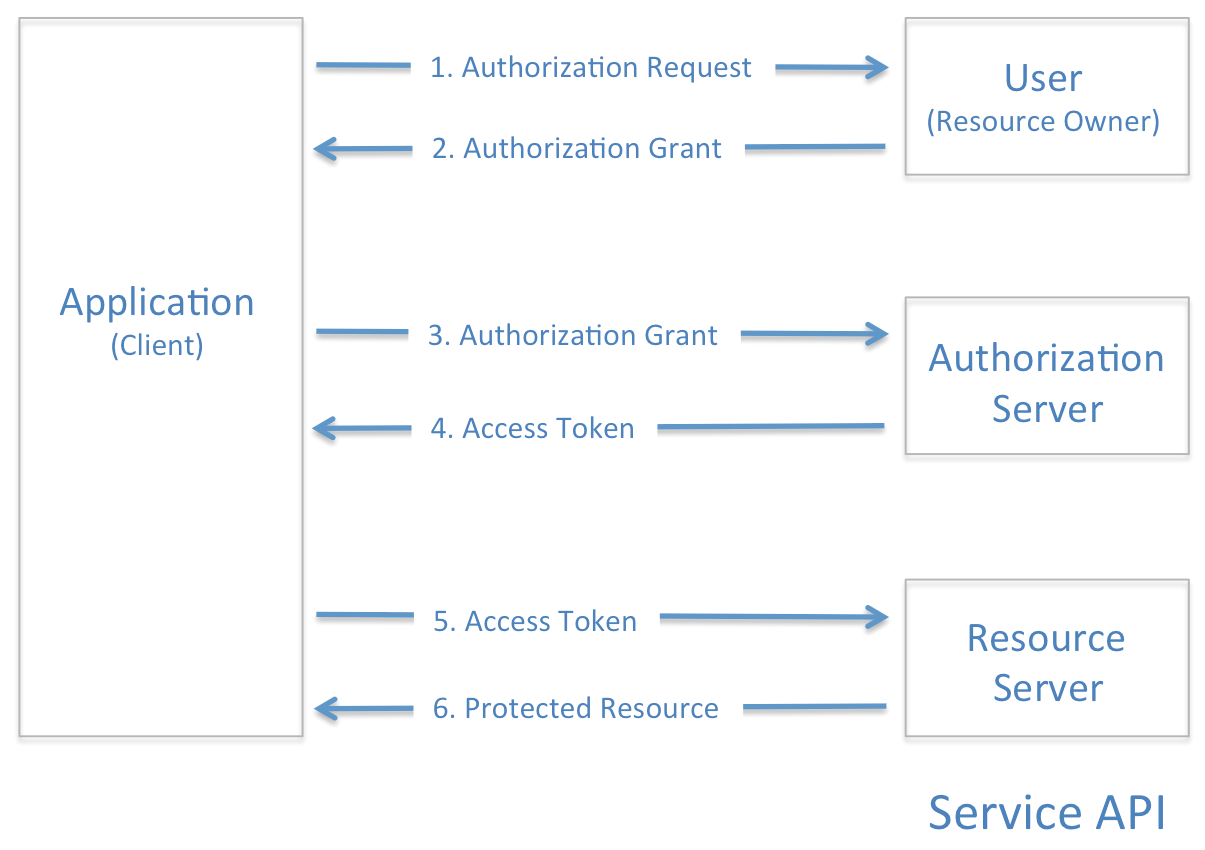 1. Authorization Request
User
(Resource Owner)
2. Authorization Grant
Application
(Client)
3. Authorization Grant
Authorization
Server
4. Access Token
5. Access Token
Resource
Server
6. Protected Resource
Service API